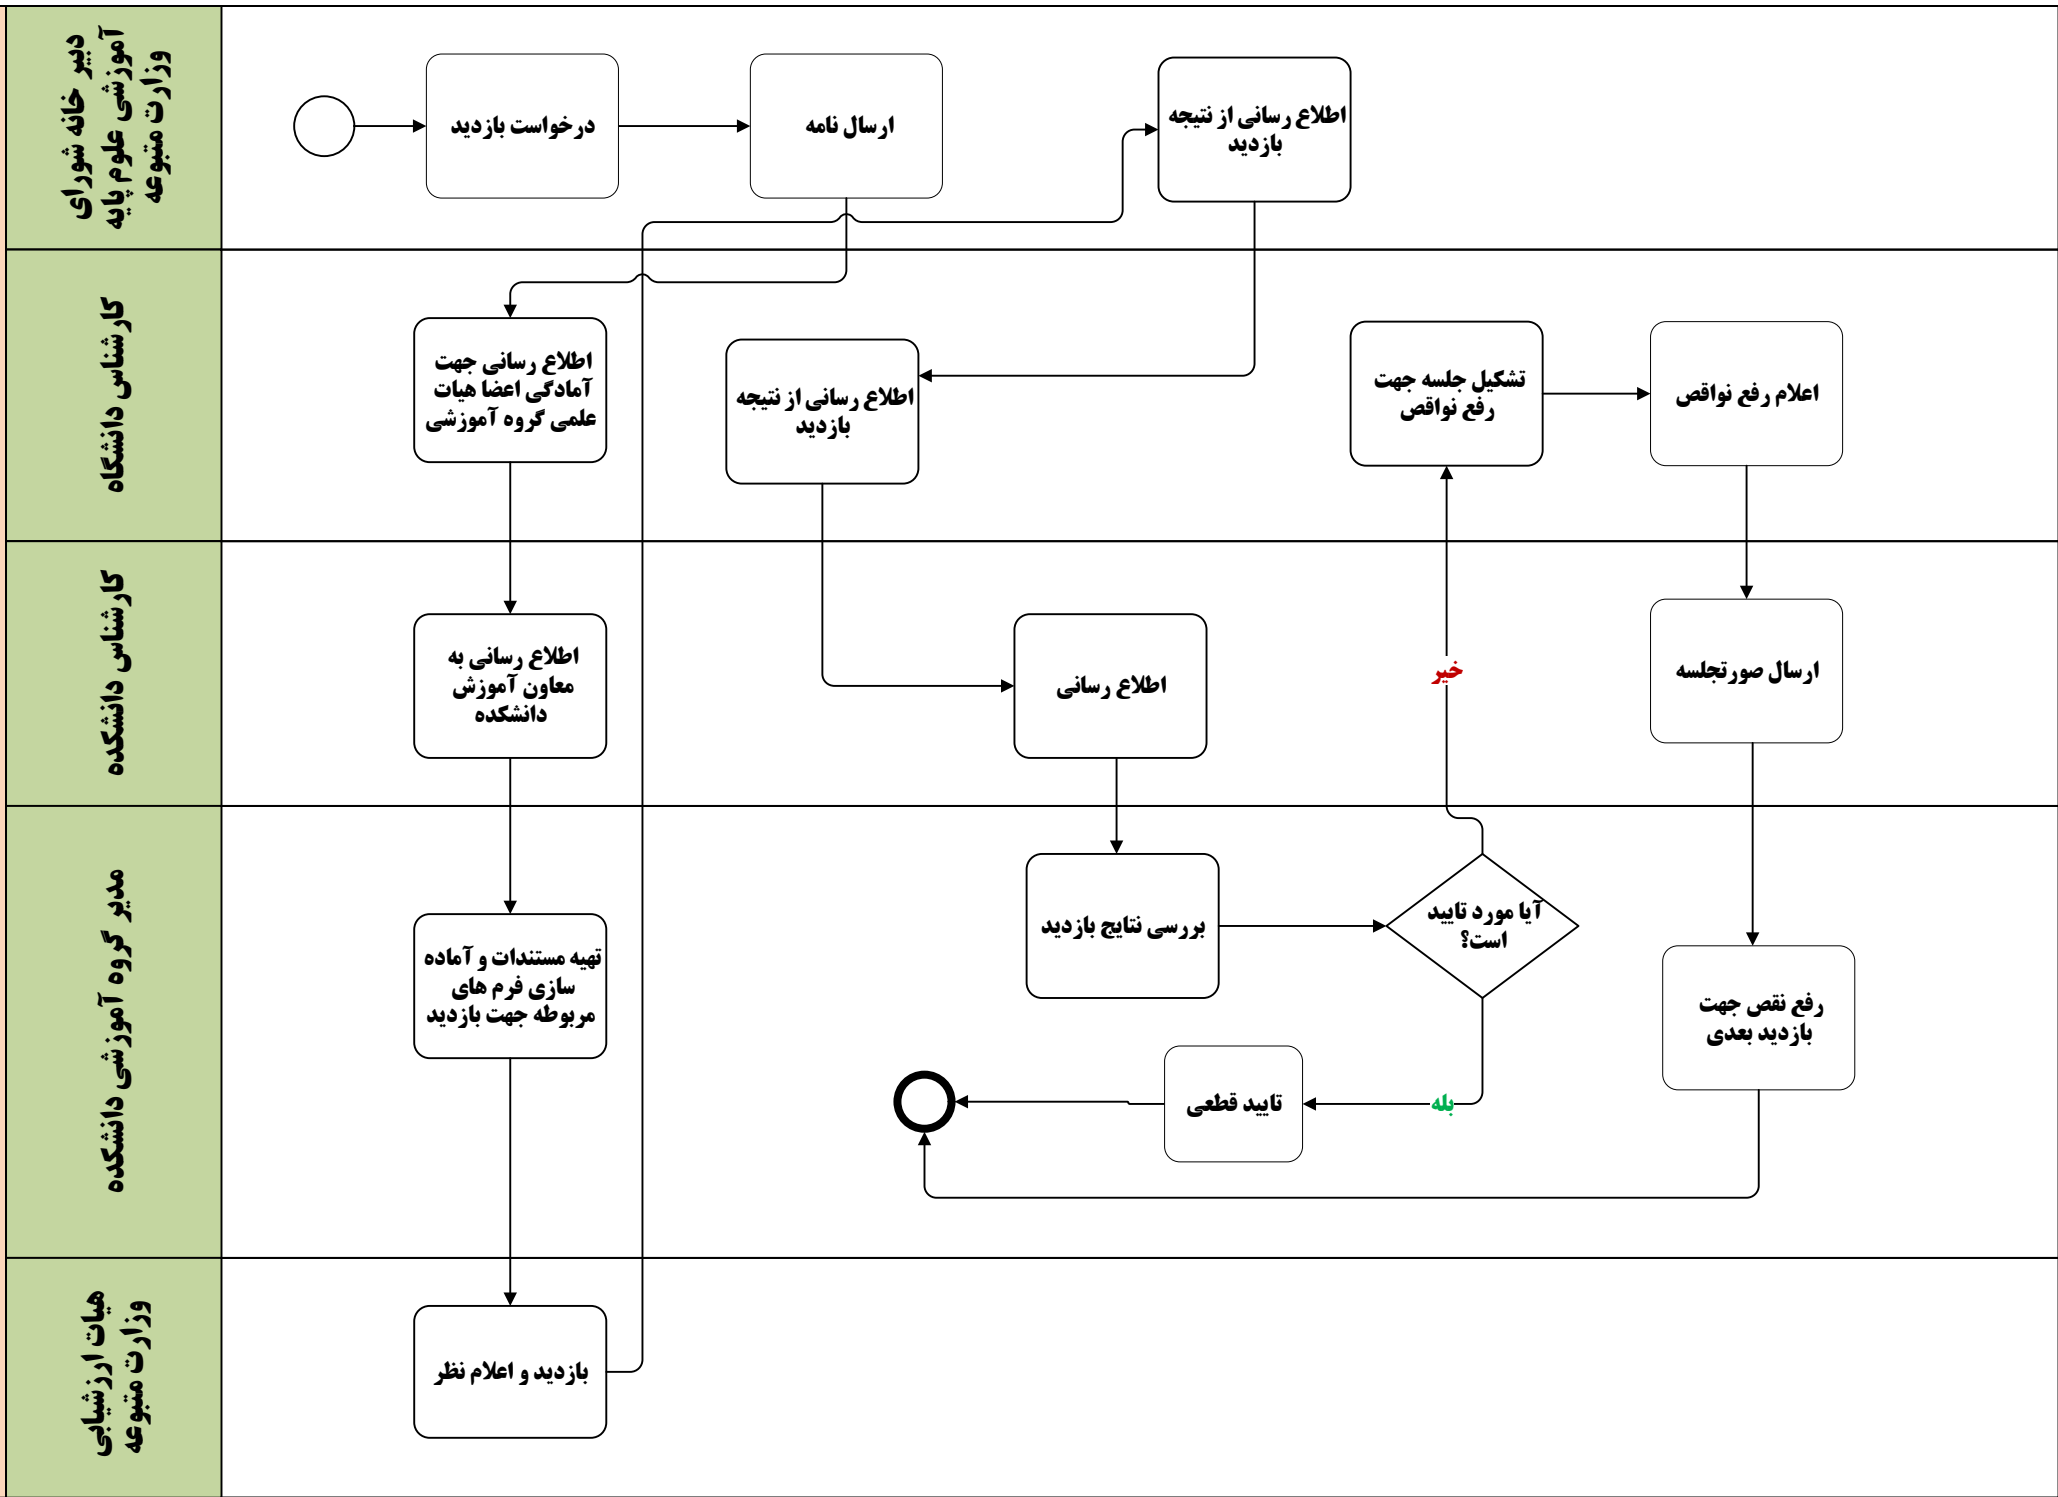 دبیر خانه شورای
آموزشی علوم پایه
وزارت متبوعه
درخواست بازدید
ارسال نامه
اطلاع رسانی از نتیجه
بازدید
کارشناس دانشگاه
اطلاع رسانی جهت
آمادگی اعضا هیات
علمی گروه آموزشی
اطلاع رسانی از نتیجه
بازدید
تشکیل جلسه جهت
رفع نواقص
اعلام رفع نواقص
کارشناس دانشکده
اطلاع رسانی به
معاون آموزش
دانشکده
اطلاع رسانی
خیر
ارسال صورتجلسه
مدیر گروه آموزشی دانشکده
تهیه مستندات و آماده
سازی فرم های
مربوطه جهت بازدید
بررسی نتایج بازدید
آیا مورد تایید
است؟
رفع نقص جهت
بازدید بعدی
تایید قطعی
بله
هیات ارزشیابی
وزارت متبوعه
بازدید و اعلام نظر